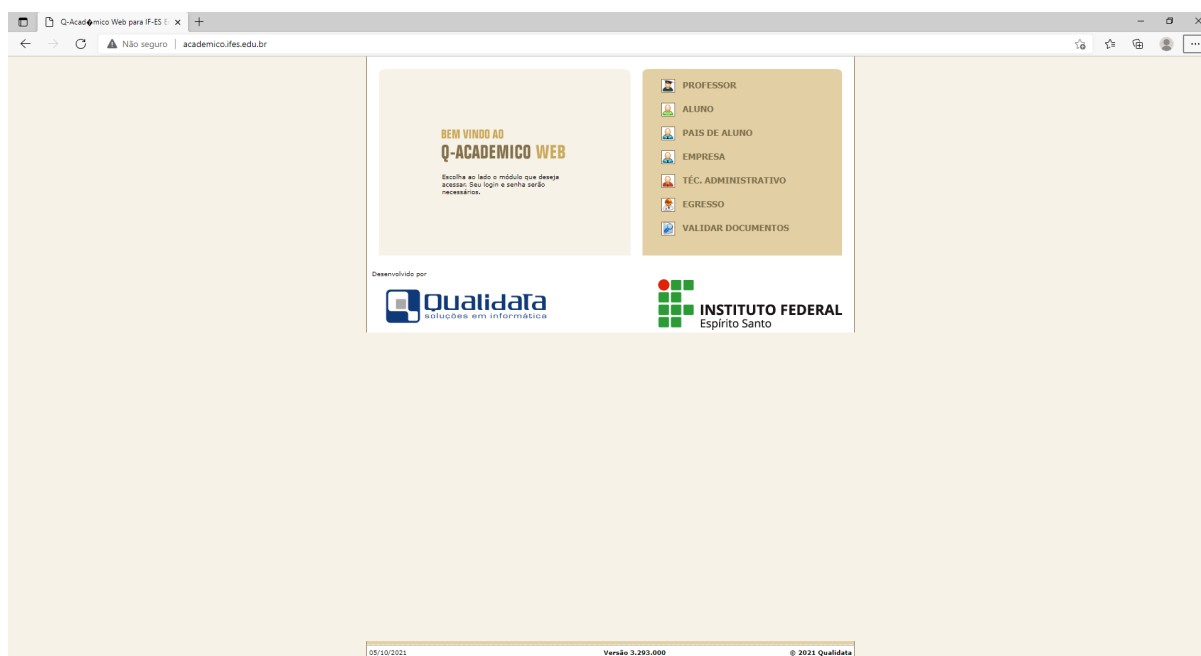 Q-Acad�mico Web para IF-ES E
Não seguro
academico.ifes.edu.br
BEM VINDO AO
Q-ACADEMICO WEB
Escolha ao lado o módulo que deseja
acessar. Seu login e senha serão
necessários.
PROFESSOR
ALUNO
PAIS DE ALUNO
EMPRESA
TÉC. ADMINISTRATIVO
EGRESSO
VALIDAR DOCUMENTOS
Desenvolvido por
Qualidata
soluções em informática
INSTITUTO FEDERAL
Espírito Santo
05/10/2021
Versão 3.293.000
© 2021 Qualidata